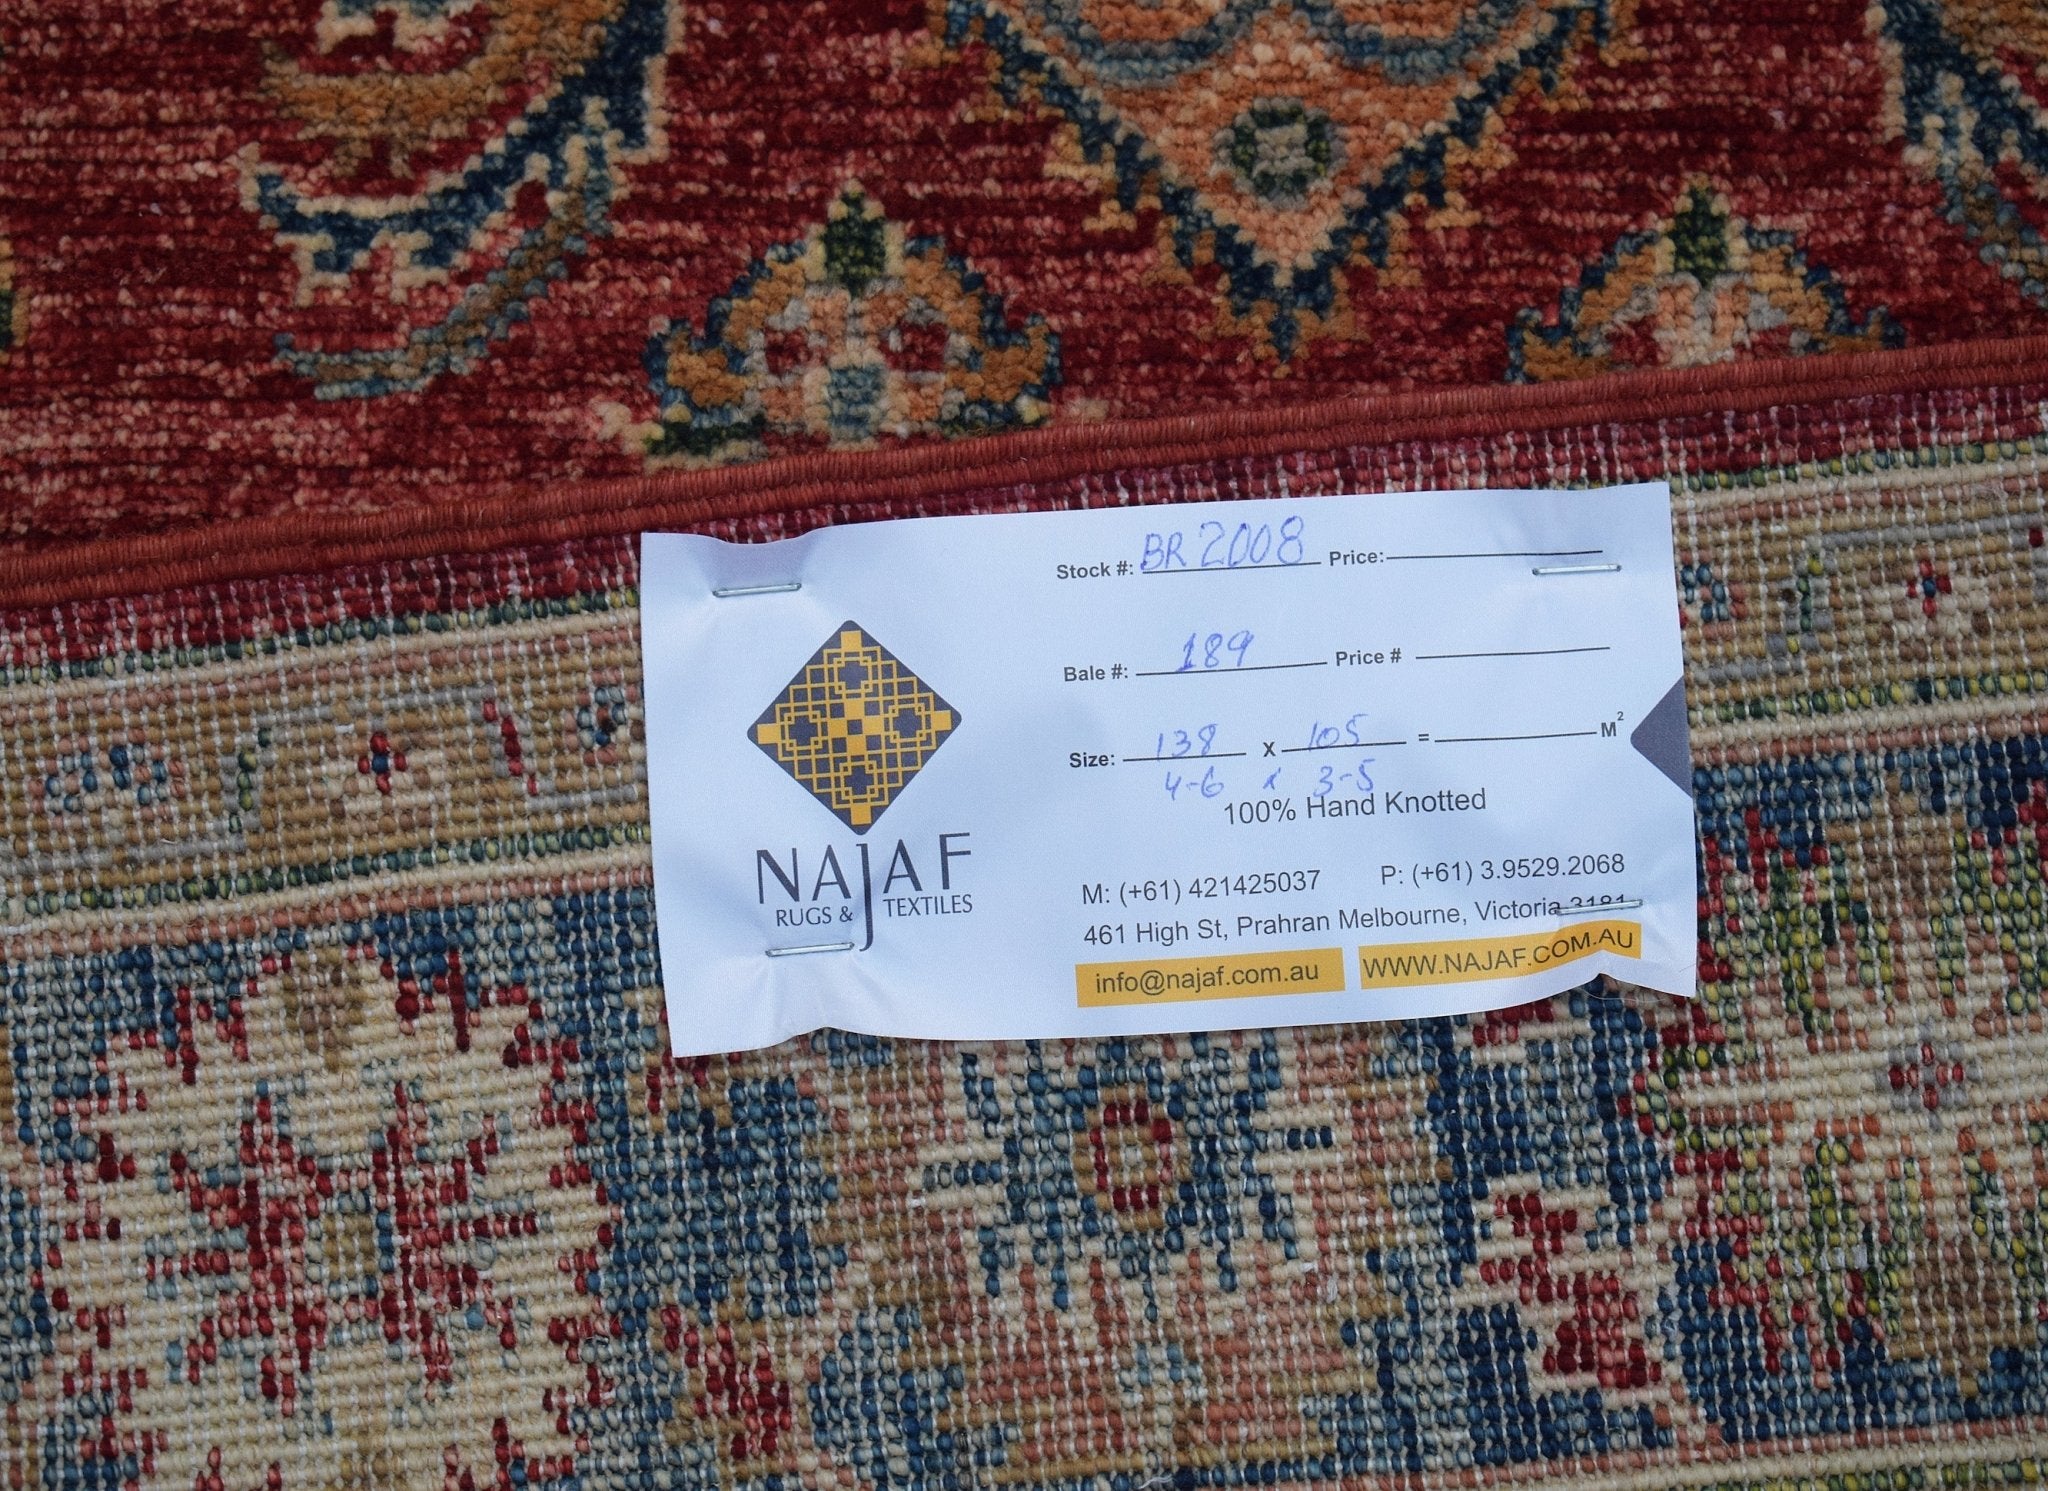 Stock #: BR 2008 Price:
Bale #: 189 Price #
Size: 138 X 105 = M²
4-6 x 3-5
100% Hand Knotted
NAJAF
RUGS & TEXTILES
M: (+61) 421425037 P: (+61) 3.9529.2068
461 High St, Prahran Melbourne, Victoria 3181
info@najaf.com.au WWW.NAJAF.COM.AU